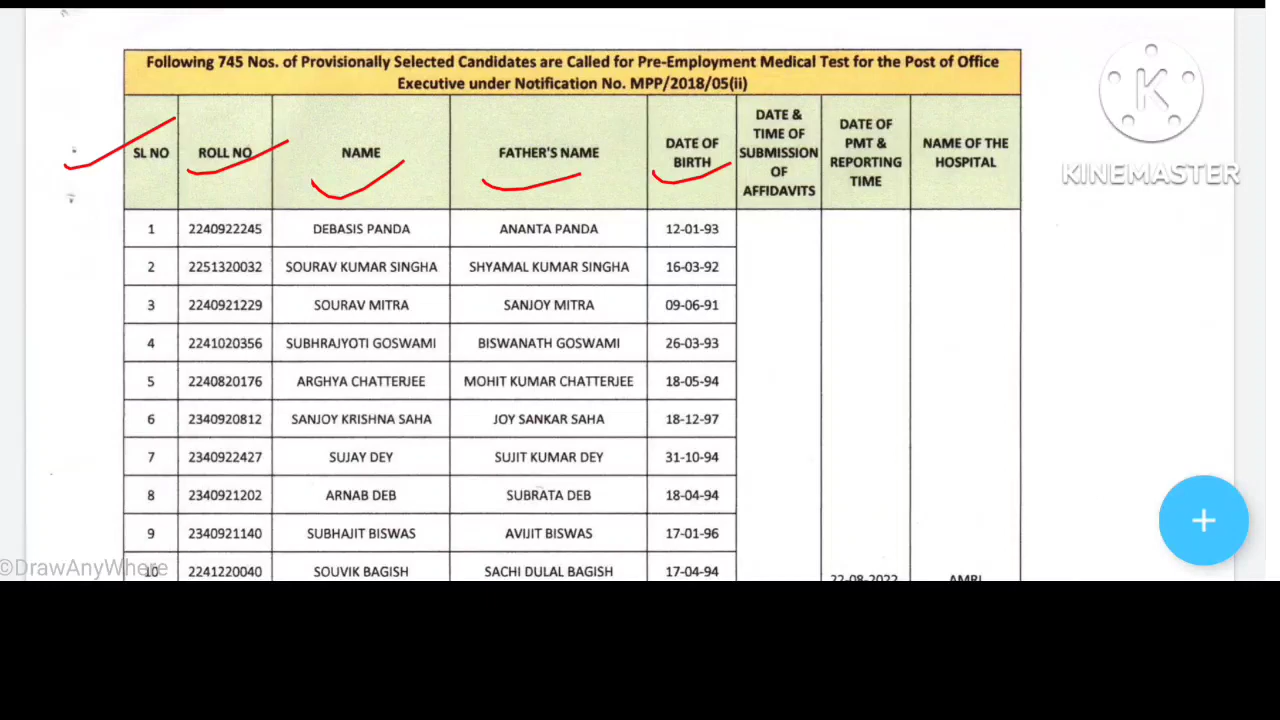 Following 745 Nos. of Provisionally Selected Candidates are Called for Pre-Employment Medical Test for the Post of Office
Executive under Notification No. MPP/2018/05(ii)
SL NO ROLL NO NAME FATHER'S NAME DATE OF BIRTH DATE & TIME OF SUBMISSION OF AFFIDAVITS DATE OF PMT & REPORTING TIME NAME OF THE HOSPITAL
1 2240922245 DEBASIS PANDA ANANTA PANDA 12-01-93
2 2251320032 SOURAV KUMAR SINGHA SHYAMAL KUMAR SINGHA 16-03-92
3 2240921229 SOURAV MITRA SANJOY MITRA 09-06-91
4 2241020356 SUBHRAJYOTI GOSWAMI BISWANATH GOSWAMI 26-03-93
5 2240820176 ARGHYA CHATTERJEE MOHIT KUMAR CHATTERJEE 18-05-94
6 2340920812 SANJOY KRISHNA SAHA JOY SANKAR SAHA 18-12-97
7 2340922427 SUJAY DEY SUJIT KUMAR DEY 31-10-94
8 2340921202 ARNAB DEB SUBRATA DEB 18-04-94
9 2340921140 SUBHAJIT BISWAS AVIJIT BISWAS 17-01-96
10 2241220040 SOUVIK BAGISH SACHI DULAL BAGISH 17-04-94
22-08-2022 AMRI
K
KINEMASTER
©DrawAnyWhere
+